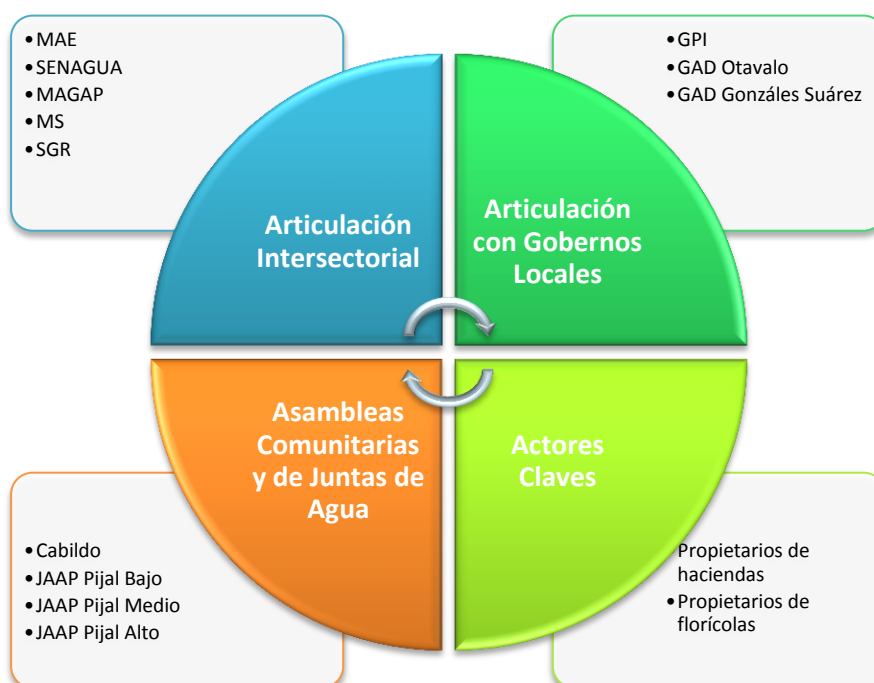 •MAE
•SENAGUA
•MAGAP
•MS
•SGR
•GPI
•GAD Otavalo
•GAD Gonzáles Suárez
Articulación
Intersectorial
Articulación
con Gobernos
Locales
Asambleas
Comunitarias
y de Juntas de
Agua
Actores
Claves
•Cabildo
•JAAP Pijal Bajo
•JAAP Pijal Medio
•JAAP Pijal Alto
Propietarios de
haciendas
•Propietarios de
florícolas